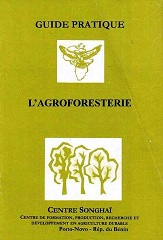 GUIDE PRATIQUE
L'AGROFORESTERIE
CENTRE SONGHAÏ
CENTRE DE FORMATION, PRODUCTION, RECHERCHE ET
DÉVELOPPEMENT EN AGRICULTURE DURABLE
Porto-Novo - Rép. du Bénin